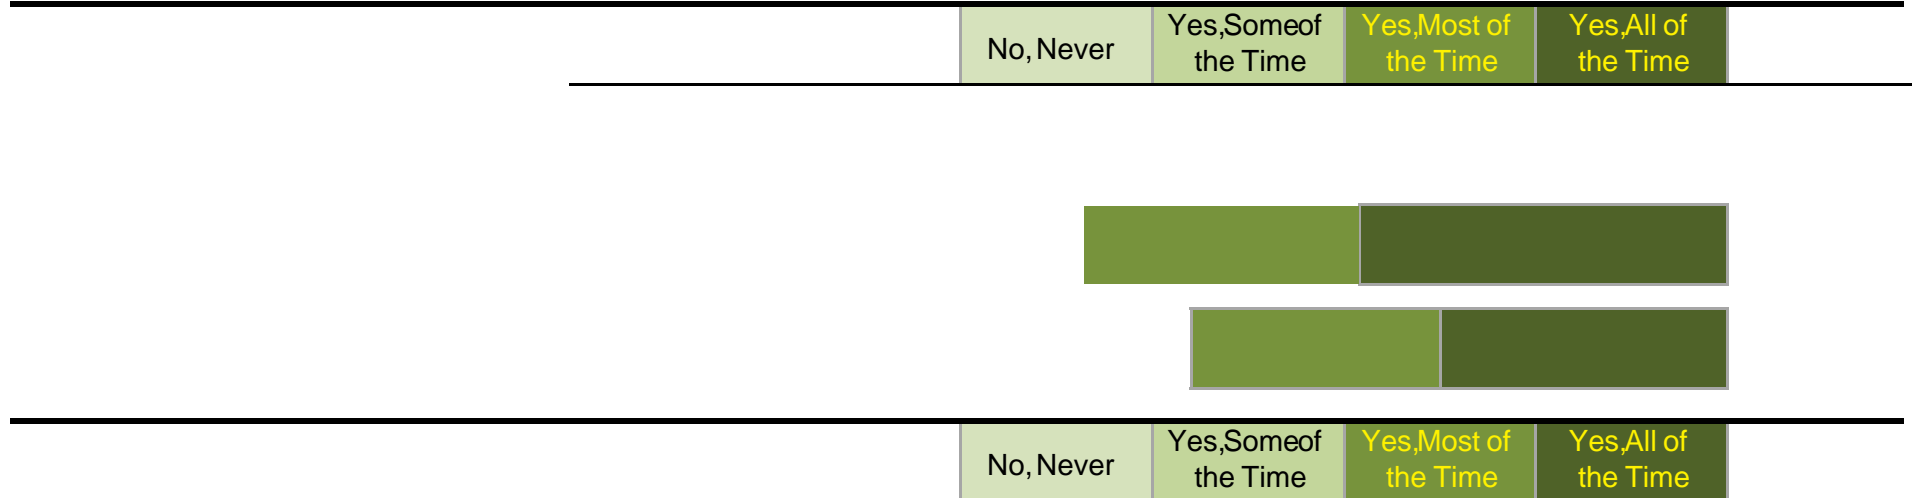 No, Never
Yes,Someof
the Time
Yes,Most of
the Time
Yes,All of
the Time
No, Never
Yes,Someof
the Time
Yes,Most of
the Time
Yes,All of
the Time